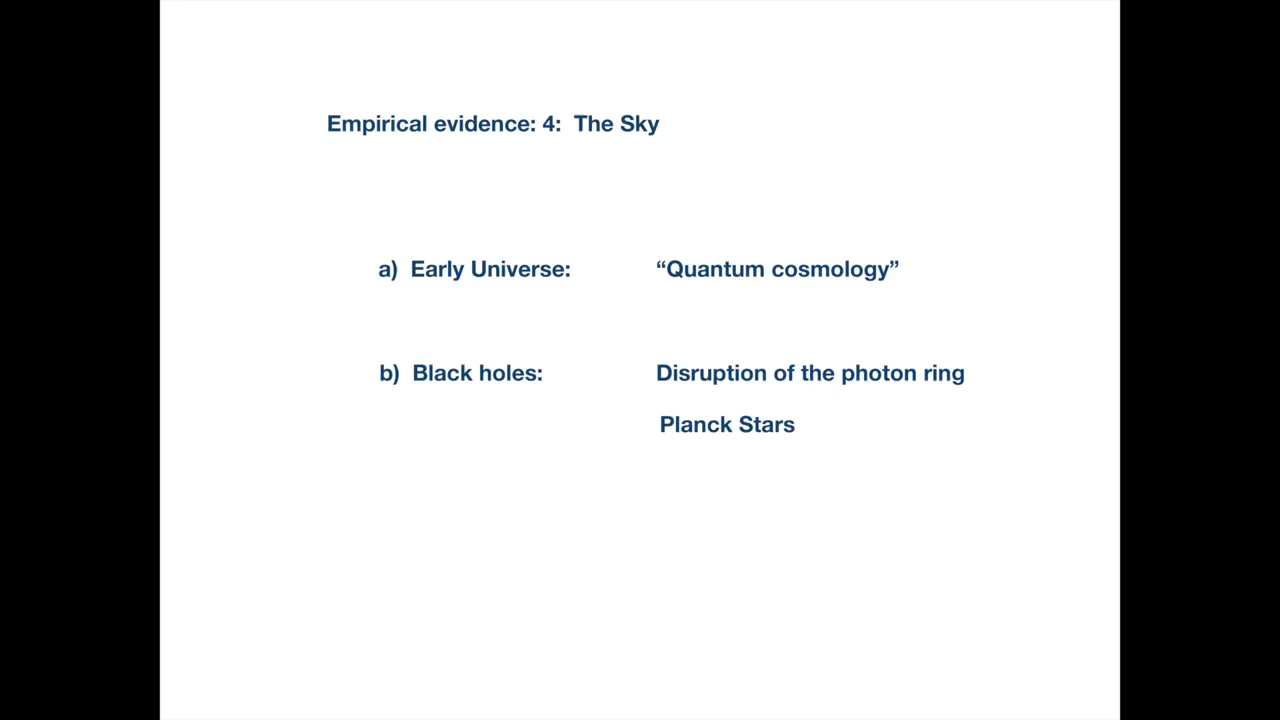 Empirical evidence: 4: The Sky
a) Early Universe: “Quantum cosmology”
b) Black holes: Disruption of the photon ring
Planck Stars